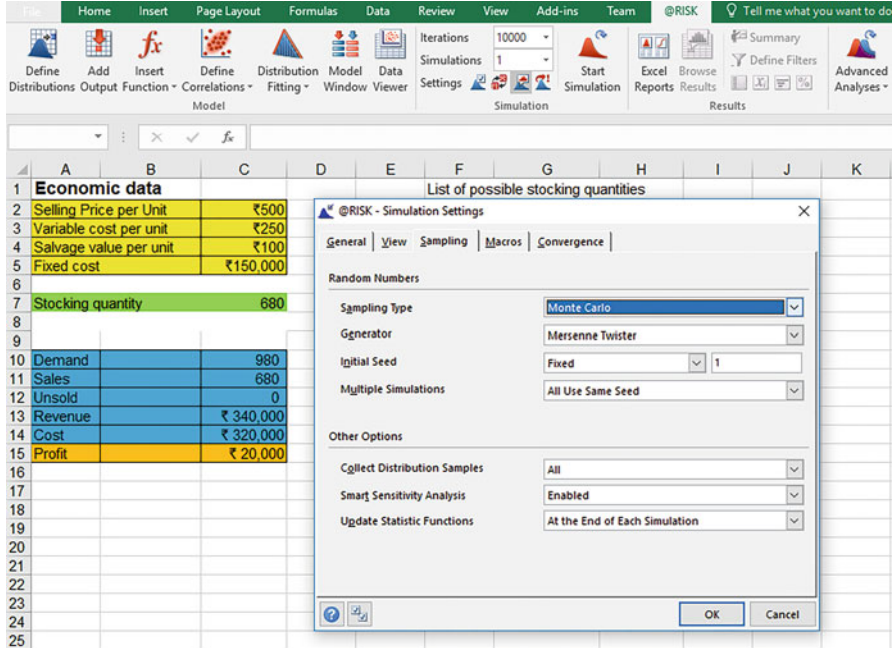 File Home Insert Page Layout Formulas Data Review View Add-ins Team @RISK Tell me what you want to do
Define Distributions
Add Output
Insert Function
Define Correlations
Distribution Fitting
Model Window
Data Viewer
Model
Iterations 10000
Simulations 1
Settings
Start Simulation
Simulation
Excel Reports
Browse Results
Summary
Define Filters
Results
Advanced Analyses
fx
A B C D E F G H I J K
1 Economic data List of possible stocking quantities
2 Selling Price per Unit ₹500
3 Variable cost per unit ₹250
4 Salvage value per unit ₹100
5 Fixed cost ₹150,000
6
7 Stocking quantity 680
8
9
10 Demand 980
11 Sales 680
12 Unsold 0
13 Revenue ₹ 340,000
14 Cost ₹ 320,000
15 Profit ₹ 20,000
16
17
18
19
20
21
22
23
24
25
@RISK - Simulation Settings
General View Sampling Macros Convergence
Random Numbers
Sampling Type Monte Carlo
Generator Mersenne Twister
Initial Seed Fixed 1
Multiple Simulations All Use Same Seed
Other Options
Collect Distribution Samples All
Smart Sensitivity Analysis Enabled
Update Statistic Functions At the End of Each Simulation
OK Cancel